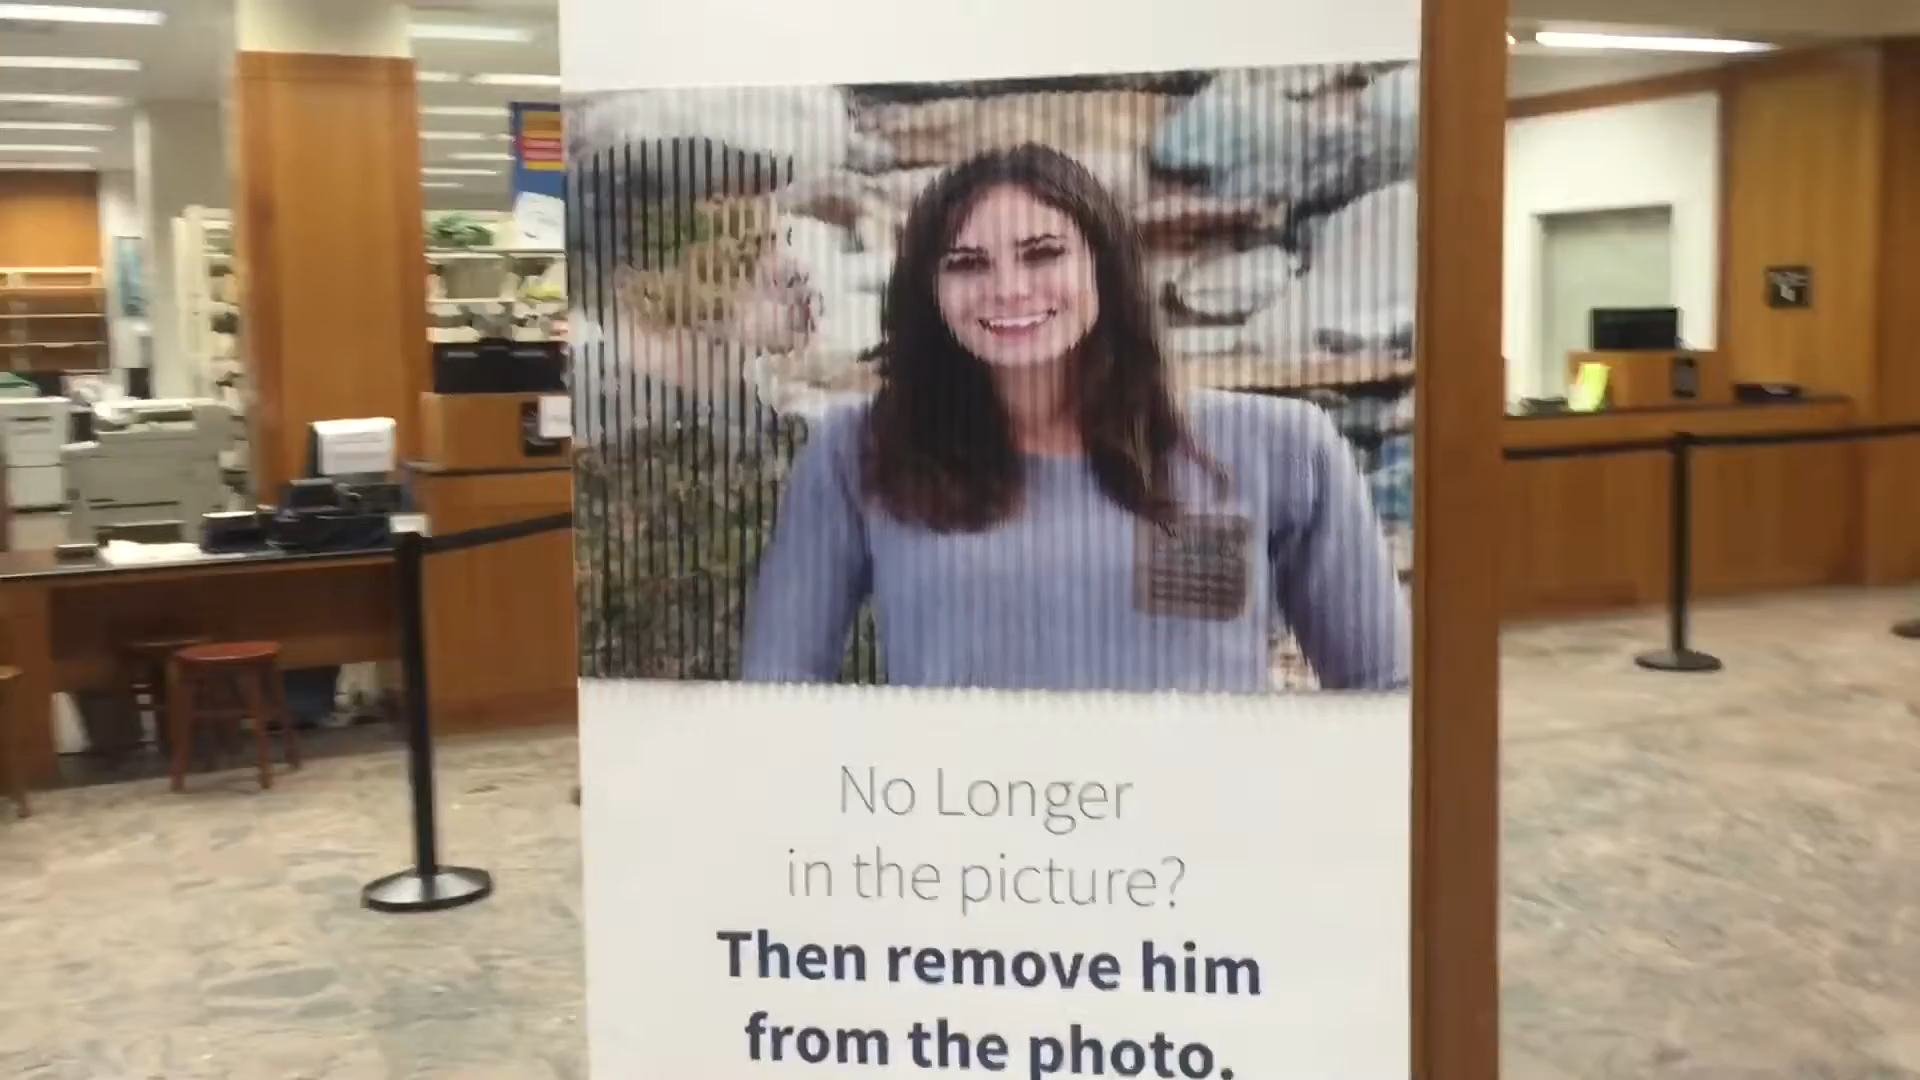 No Longer
in the picture?
Then remove him
from the photo.